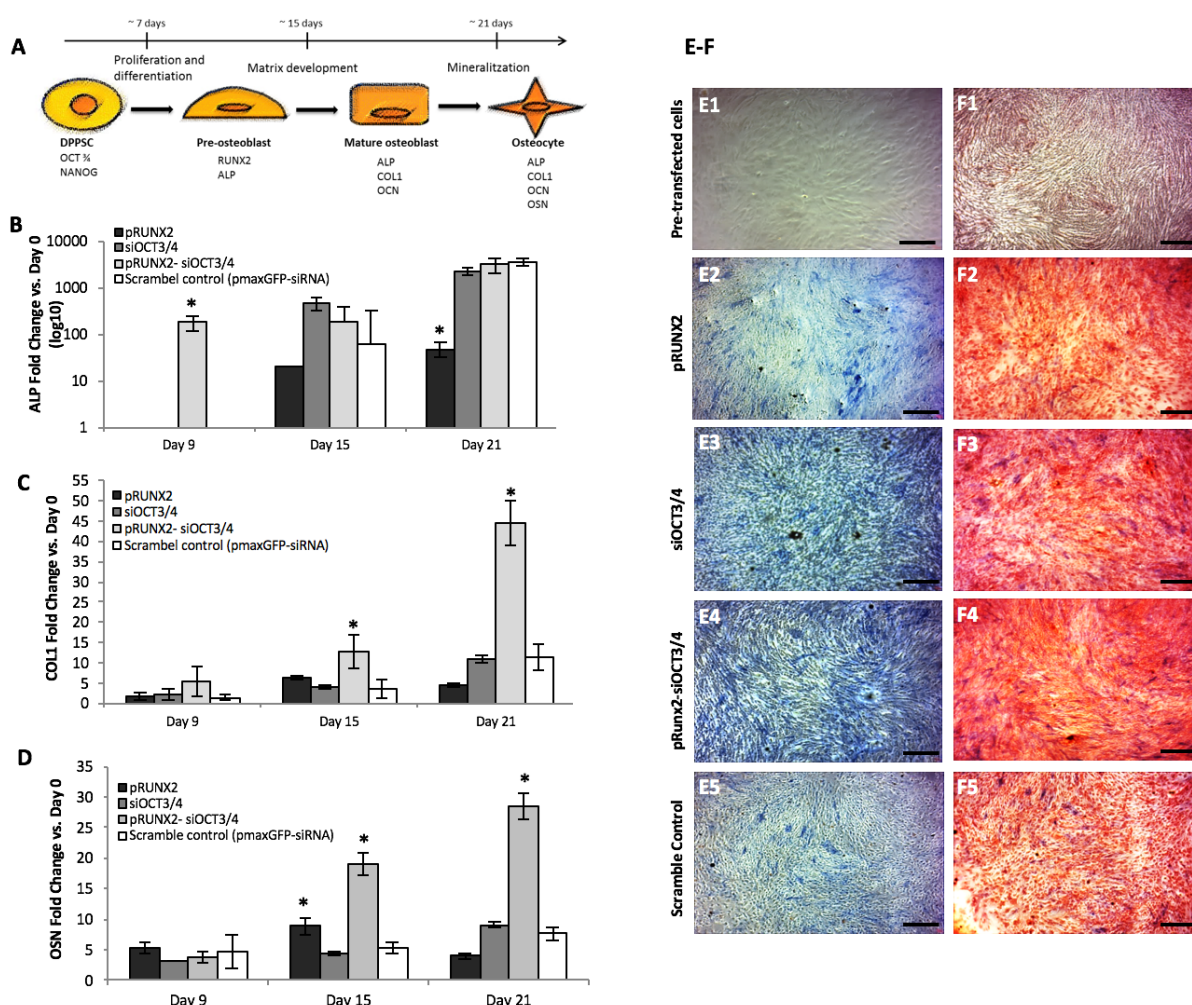 A
~ 7 days
~ 15 days
~ 21 days
Proliferation and
differentiation
Matrix development
Mineralitzation
DPPSC
OCT ¾
NANOG
Pre-osteoblast
RUNX2
ALP
Mature osteoblast
ALP
COL1
OCN
Osteocyte
ALP
COL1
OCN
OSN
B
ALP Fold Change vs. Day 0
(log10)
10000
1000
100
10
1
pRUNX2
siOCT3/4
pRUNX2- siOCT3/4
Scrambel control (pmaxGFP-siRNA)
*
*
Day 9
Day 15
Day 21
C
COL1 Fold Change vs. Day 0
55
50
45
40
35
30
25
20
15
10
5
0
pRUNX2
siOCT3/4
pRUNX2- siOCT3/4
Scrambel control (pmaxGFP-siRNA)
*
*
Day 9
Day 15
Day 21
D
OSN Fold Change vs. Day 0
35
30
25
20
15
10
5
0
pRUNX2
siOCT3/4
pRUNX2- siOCT3/4
Scramble control (pmaxGFP-siRNA)
*
*
*
Day 9
Day 15
Day 21
E-F
Pre-transfected cells
E1
F1
pRUNX2
E2
F2
siOCT3/4
E3
F3
pRunx2-siOCT3/4
E4
F4
Scramble Control
E5
F5